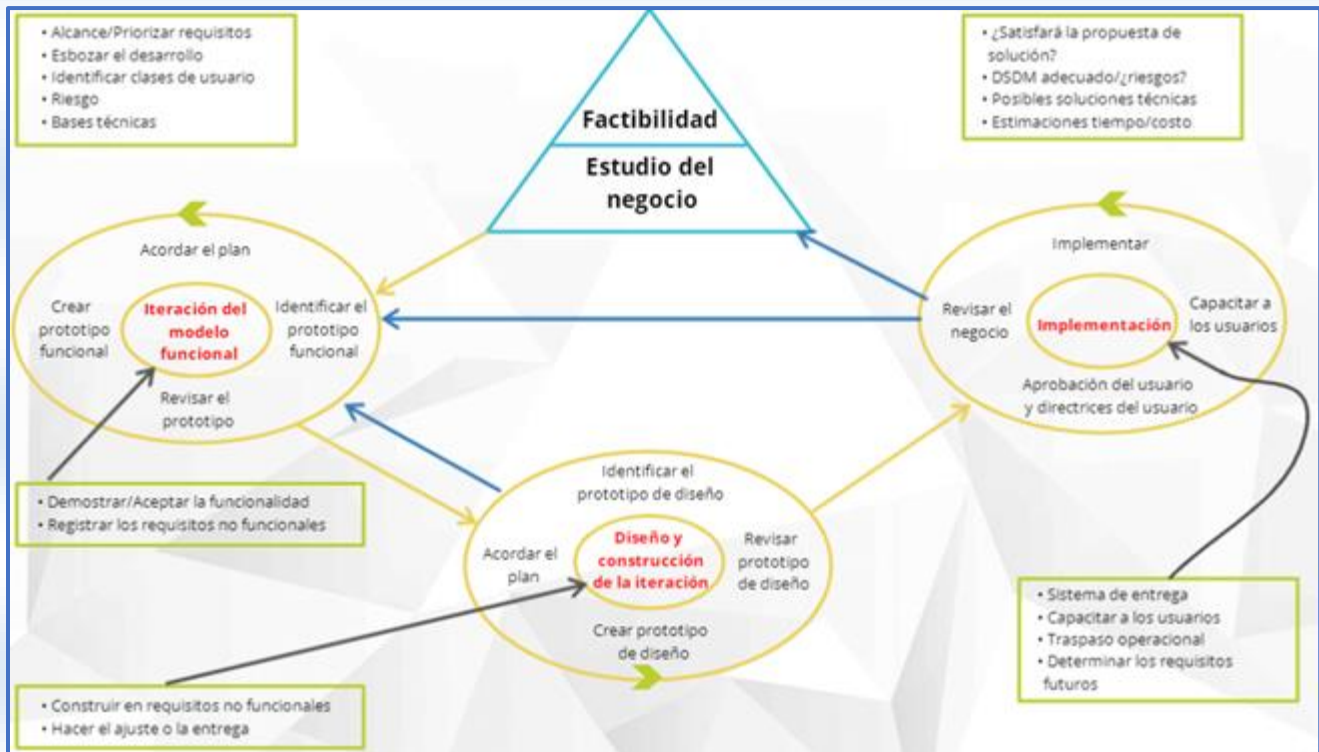 • Alcance/Priorizar requisitos
• Esbozar el desarrollo
• Identificar clases de usuario
• Riesgo
• Bases técnicas
Factibilidad
Estudio del
negocio
• ¿Satisfará la propuesta de
solución?
• DSDM adecuado/¿riesgos?
• Posibles soluciones técnicas
• Estimaciones tiempo/costo
Acordar el plan
Crear
prototipo
funcional
Iteración del
modelo
funcional
Identificar el
prototipo
funcional
Revisar el
prototipo
Implementar
Revisar el
negocio
Implementación
Capacitar a
los usuarios
Aprobación del usuario
y directrices del usuario
• Demostrar/Aceptar la funcionalidad
• Registrar los requisitos no funcionales
Identificar el
prototipo de diseño
Acordar el
plan
Diseño y
construcción
de la iteración
Revisar
prototipo
de diseño
Crear prototipo
de diseño
• Sistema de entrega
• Capacitar a los usuarios
• Traspaso operacional
• Determinar los requisitos
futuros
• Construir en requisitos no funcionales
• Hacer el ajuste o la entrega